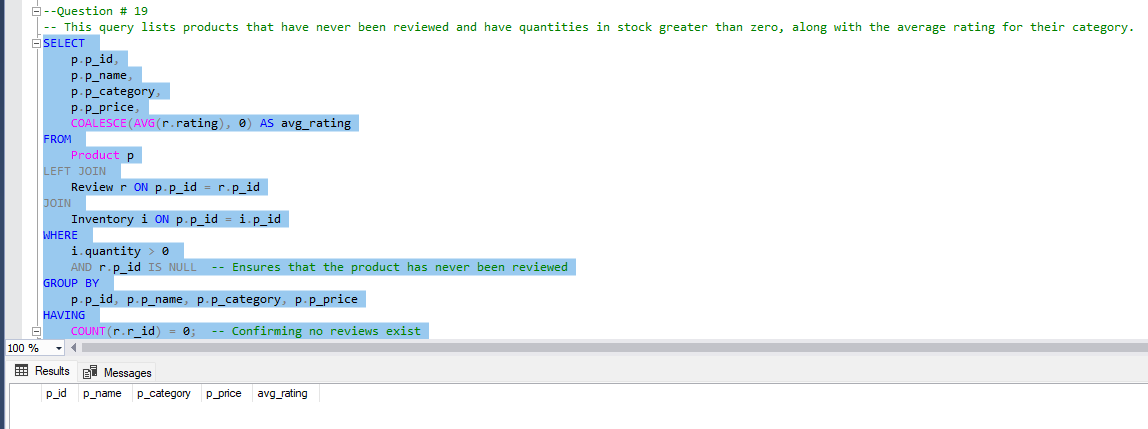 --Question # 19
-- This query lists products that have never been reviewed and have quantities in stock greater than zero, along with the average rating for their category.
SELECT
p.p_id,
p.p_name,
p.p_category,
p.p_price,
COALESCE(AVG(r.rating), 0) AS avg_rating
FROM
Product p
LEFT JOIN
Review r ON p.p_id = r.p_id
JOIN
Inventory i ON p.p_id = i.p_id
WHERE
i.quantity > 0
AND r.p_id IS NULL  -- Ensures that the product has never been reviewed
GROUP BY
p.p_id, p.p_name, p.p_category, p.p_price
HAVING
COUNT(r.r_id) = 0;  -- Confirming no reviews exist
100 %
Results Messages
p_id p_name p_category p_price avg_rating